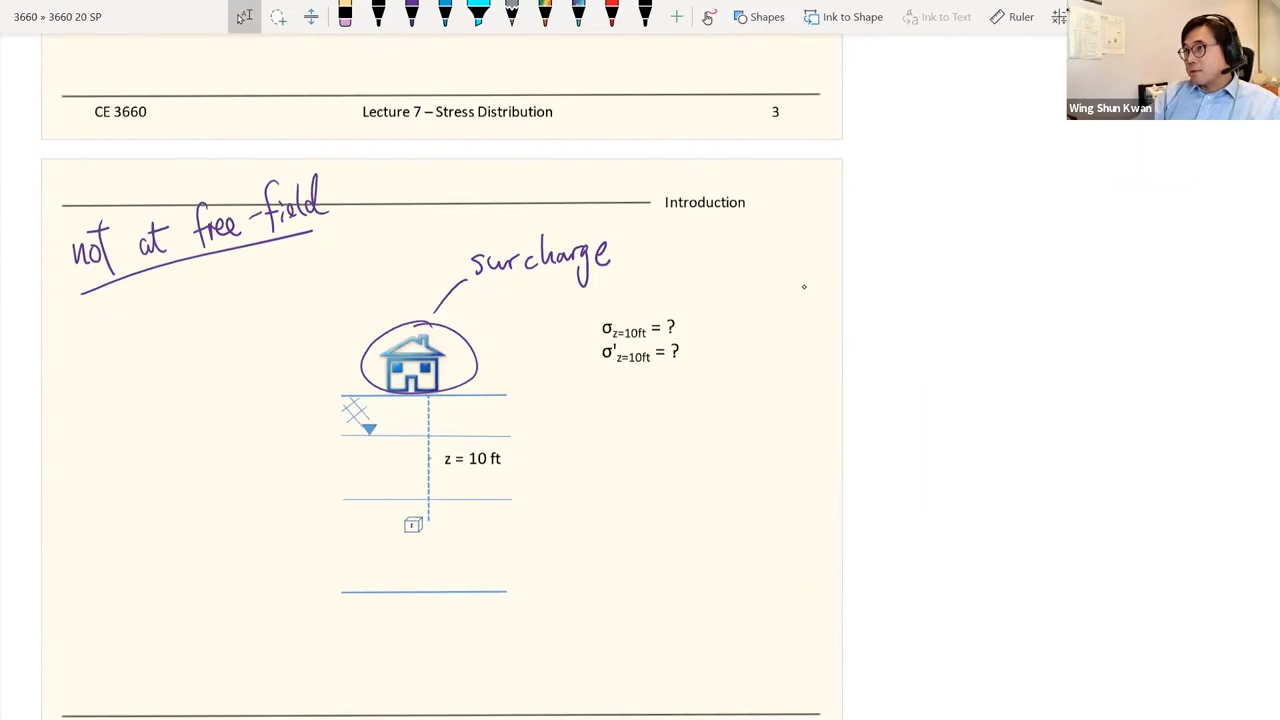 3660 » 3660 20 SP
Shapes
Ink to Shape
Ink to Text
Ruler
Wing Shun Kwan
CE 3660
Lecture 7 – Stress Distribution
3
Introduction
not at free-field
surcharge
σz=10ft = ?
σ'z=10ft = ?
z = 10 ft